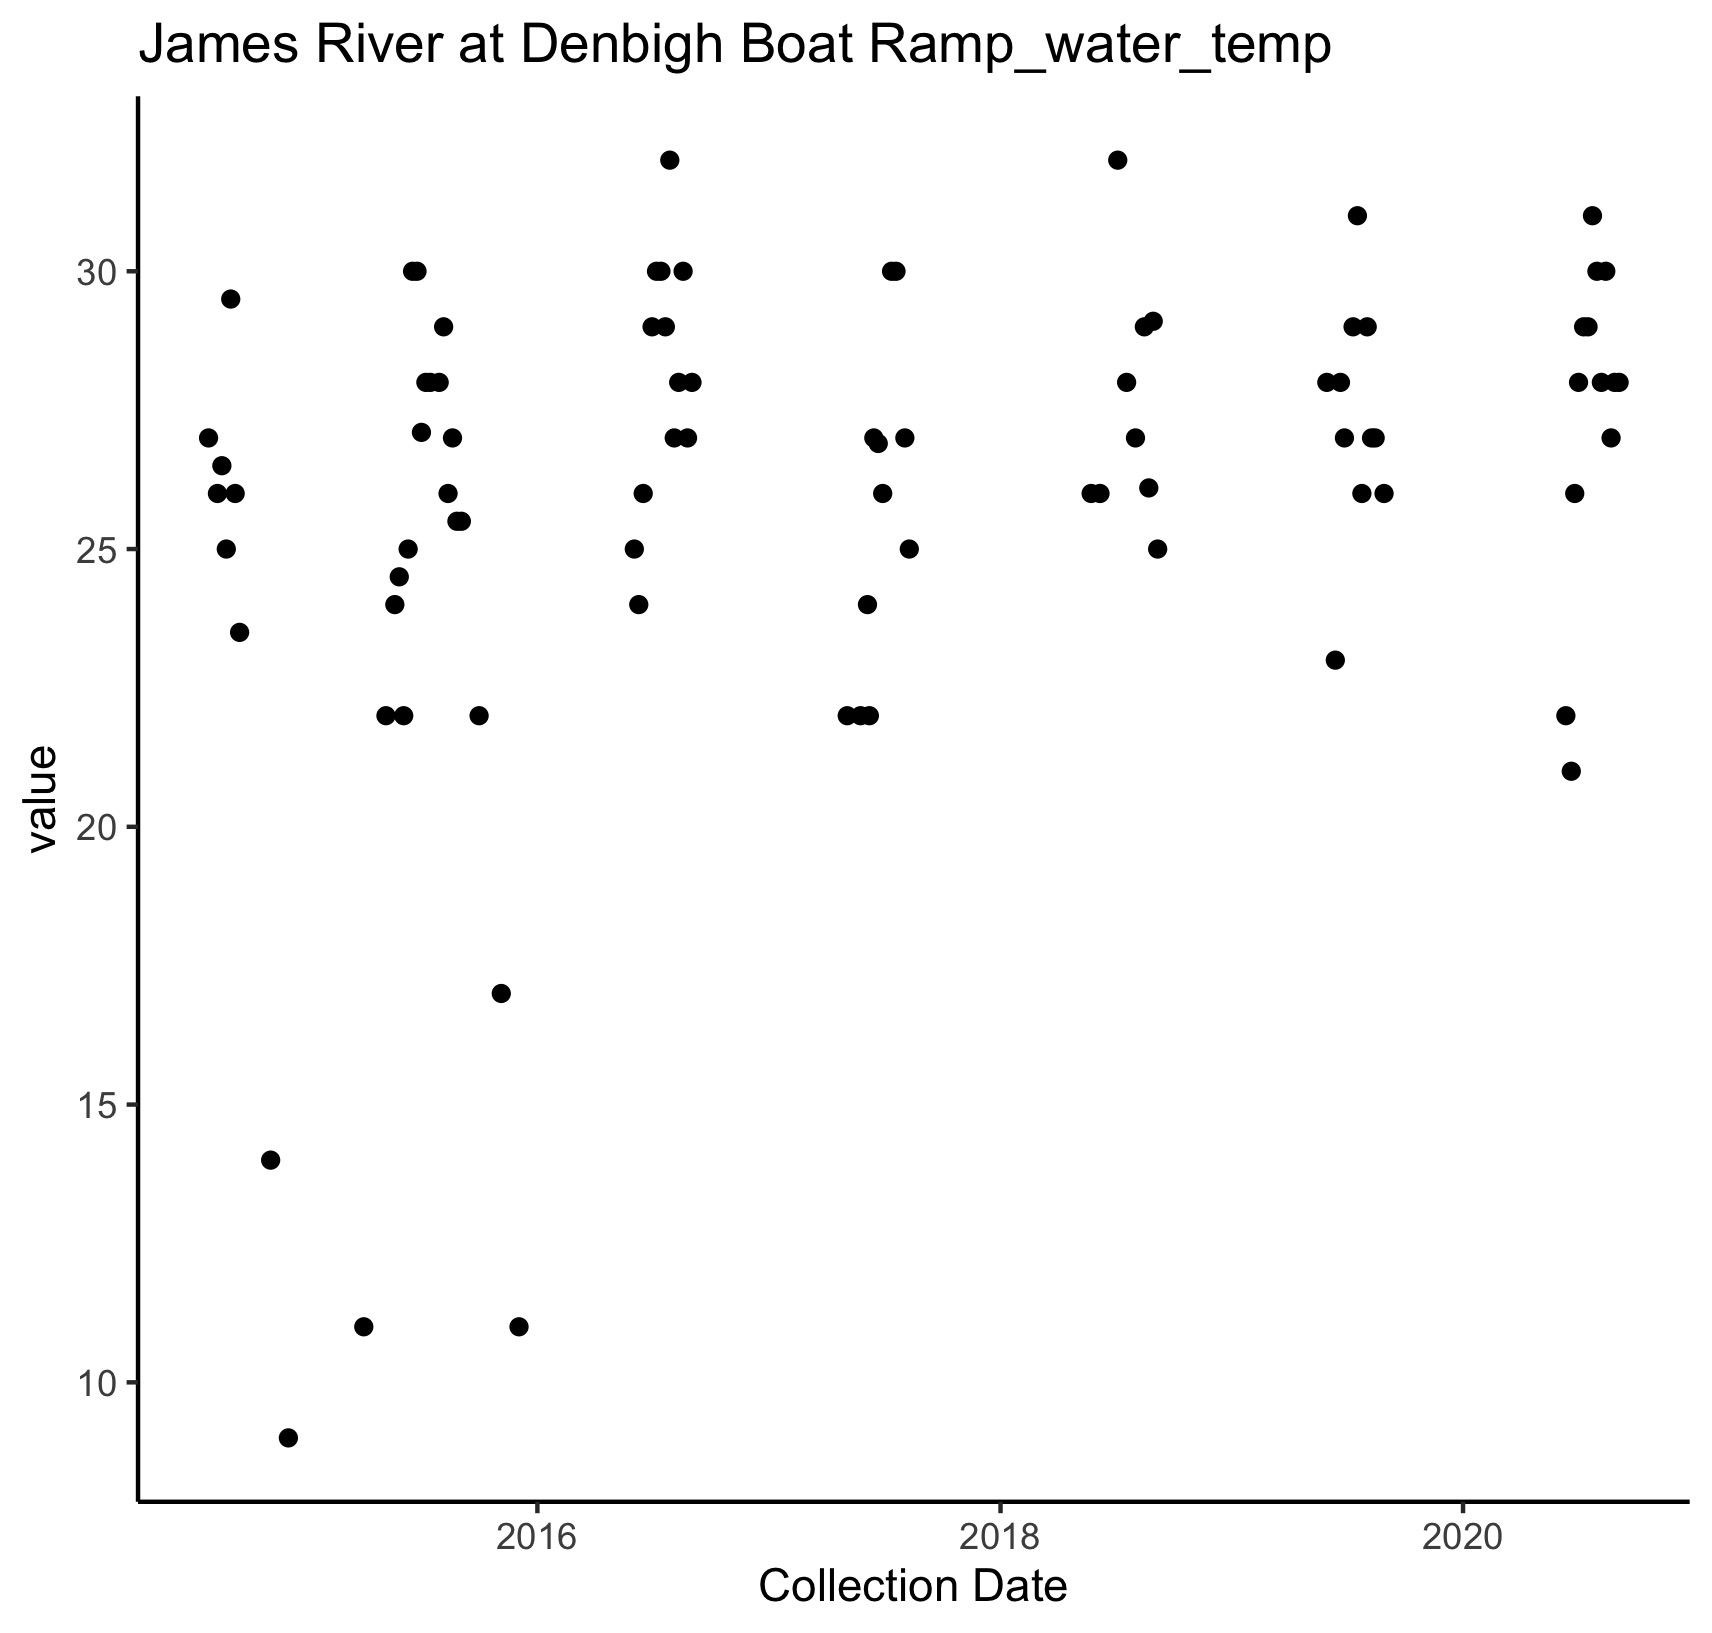 James River at Denbigh Boat Ramp_water_temp
value
30
25
20
15
10
2016 2018 2020
Collection Date